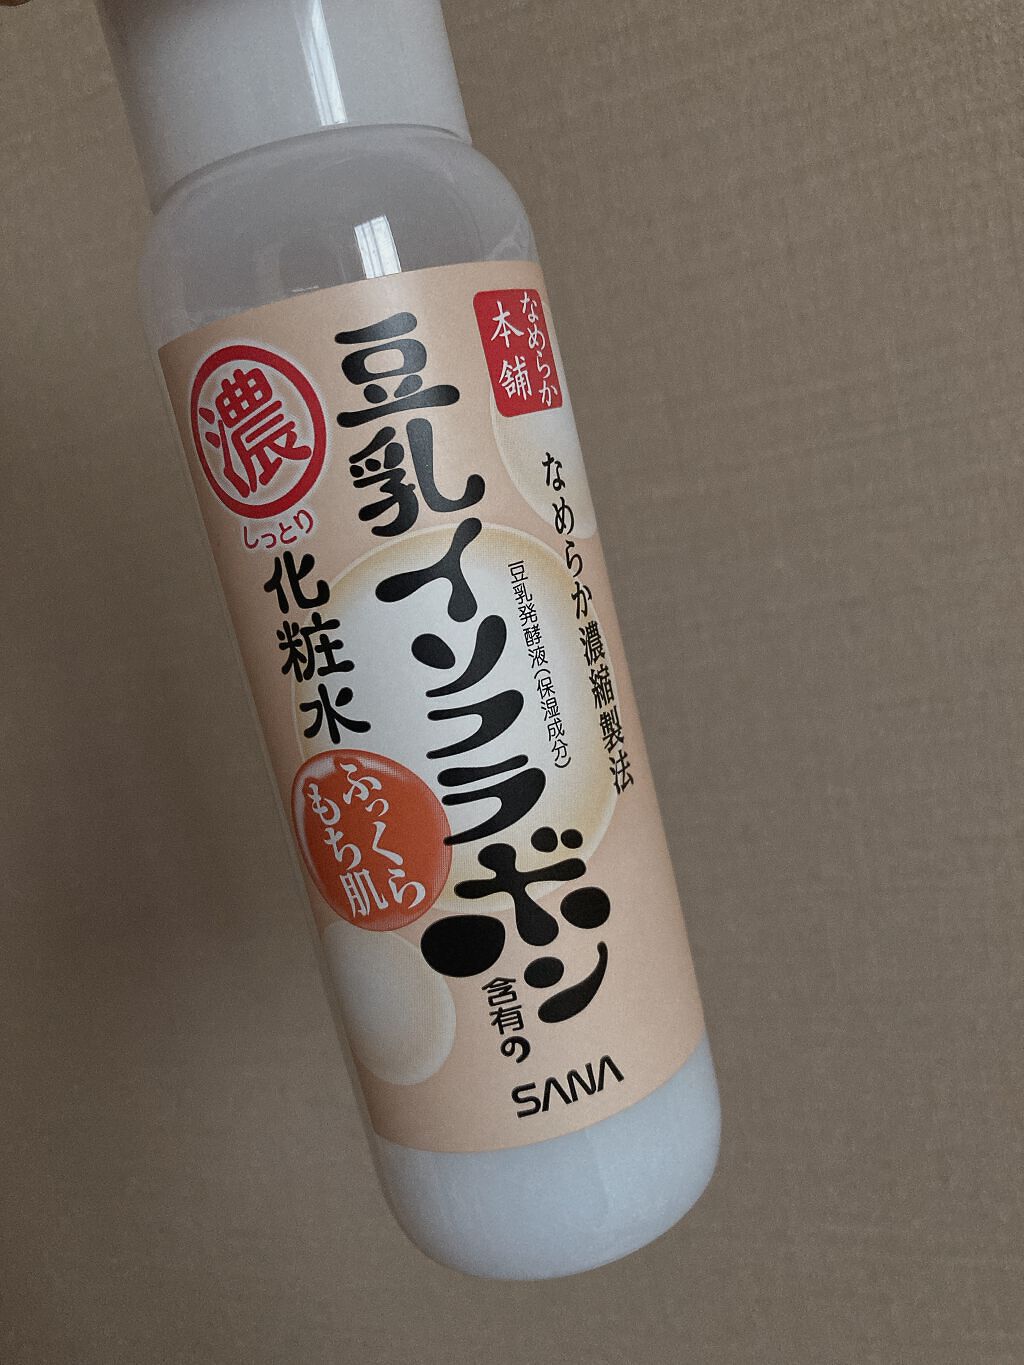 なめらか
本舗
なめらか濃縮製法
豆乳発酵液(保湿成分)
豆乳イソフラボン
含有の
濃
しっとり
化粧水
ふっくら
もち肌
SANA